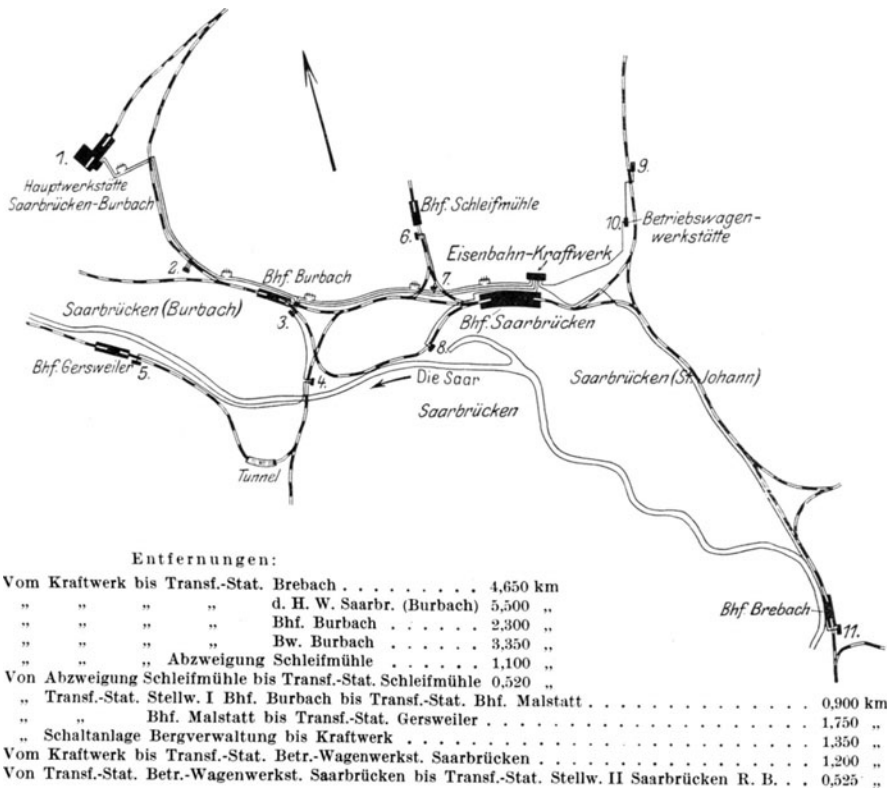 1.
Hauptwerkstätte
Saarbrücken-Burbach
2.
Bhf. Burbach
3.
Saarbrücken (Burbach)
Bhf. Gersweiler
5.
4.
Tunnel
Bhf. Schleifmühle
6.
7.
Eisenbahn-Kraftwerk
Bhf. Saarbrücken
8.
9.
10.
Betriebswagen-
werkstätte
Die Saar
Saarbrücken
Saarbrücken (St. Johann)
Bhf. Brebach
11.
Entfernungen:
Vom Kraftwerk bis Transf.-Stat. Brebach . . . . . . . . . . 4,650 km
„ „ „ „ d. H. W. Saarbr. (Burbach) 5,500 „
„ „ „ „ Bhf. Burbach . . . . . . 2,300 „
„ „ „ „ Bw. Burbach . . . . . . 3,350 „
„ „ „ Abzweigung Schleifmühle . . . . . . 1,100 „
Von Abzweigung Schleifmühle bis Transf.-Stat. Schleifmühle 0,520 „
„ Transf.-Stat. Stellw. I Bhf. Burbach bis Transf.-Stat. Bhf. Malstatt . . . . . . . . . . . . . . . 0,900 km
„ „ Bhf. Malstatt bis Transf.-Stat. Gersweiler . . . . . . . . . . . . . . . . . . . . . 1,750 „
„ Schaltanlage Bergverwaltung bis Kraftwerk . . . . . . . . . . . . . . . . . . . . . . . . . . 1,350 „
Vom Kraftwerk bis Transf.-Stat. Betr.-Wagenwerkst. Saarbrücken . . . . . . . . . . . . . . . . . . 1,200 „
Von Transf.-Stat. Betr.-Wagenwerkst. Saarbrücken bis Transf.-Stat. Stellw. II Saarbrücken R. B. . . 0,525 „